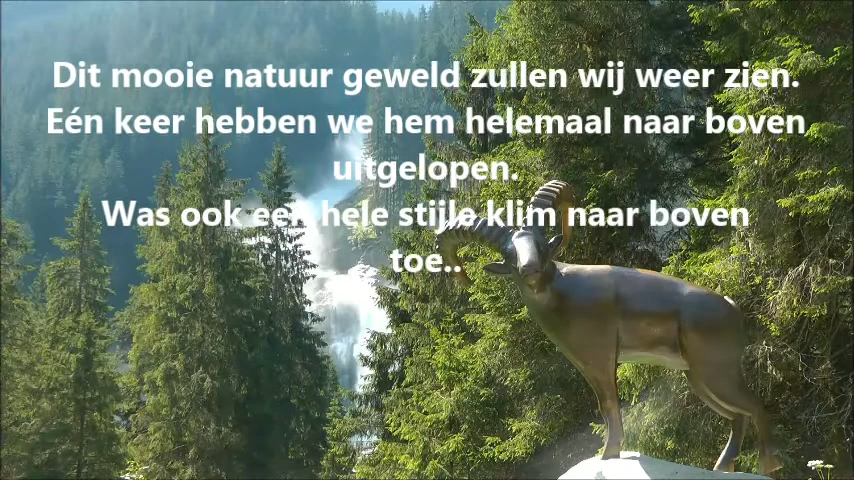 Dit mooie natuur geweld zullen wij weer zien.
Eén keer hebben we hem helemaal naar boven
uitgelopen.
Was ook een hele stijle klim naar boven
toe..